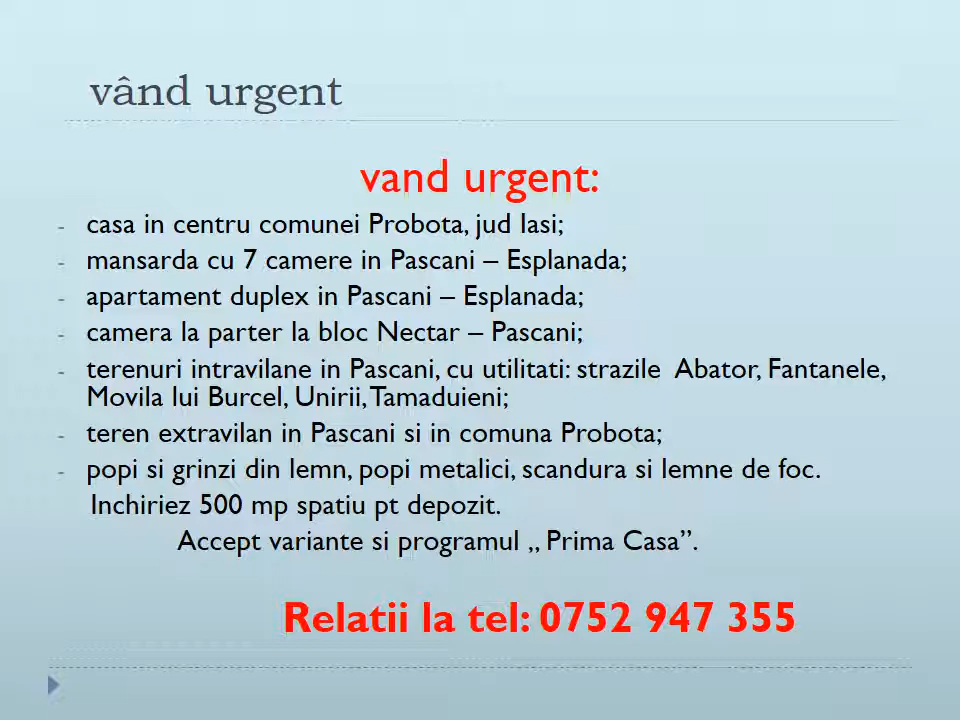 vând urgent
vand urgent:
- casa in centru comunei Probota, jud Iasi;
- mansarda cu 7 camere in Pascani – Esplanada;
- apartament duplex in Pascani – Esplanada;
- camera la parter la bloc Nectar – Pascani;
- terenuri intravilane in Pascani, cu utilitati: strazile Abator, Fantanele,
Movila lui Burcel, Unirii, Tamaduieni;
- teren extravilan in Pascani si in comuna Probota;
- popi si grinzi din lemn, popi metalici, scandura si lemne de foc.
Inchiriez 500 mp spatiu pt depozit.
Accept variante si programul ,, Prima Casa”.
Relatii la tel: 0752 947 355